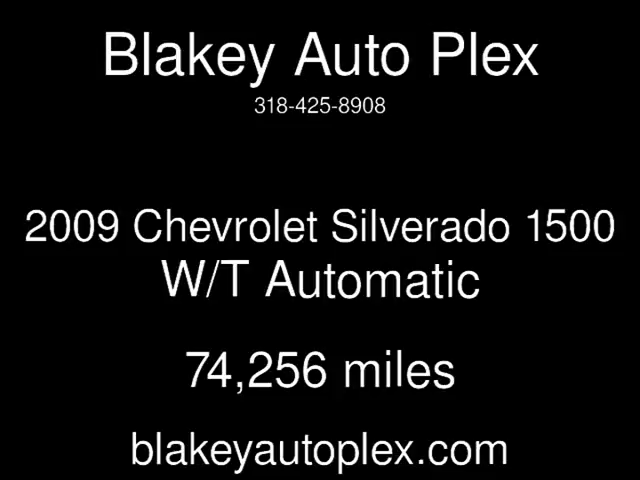 Blakey Auto Plex
318-425-8908
2009 Chevrolet Silverado 1500
W/T Automatic
74,256 miles
blakeyautoplex.com